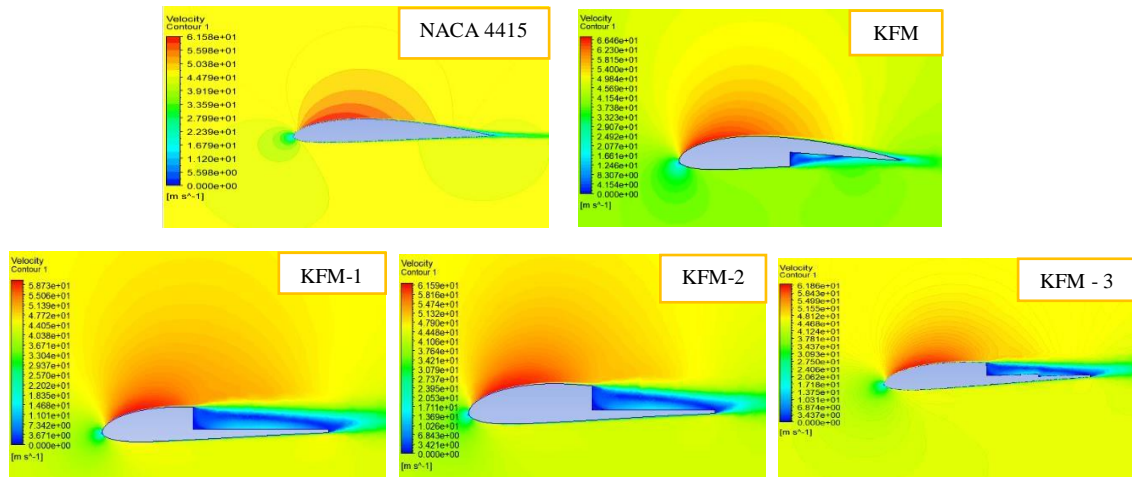 NACA 4415
Velocity
Contour 1
6.158e+01
5.598e+01
5.038e+01
4.479e+01
3.919e+01
3.359e+01
2.799e+01
2.239e+01
1.679e+01
1.120e+01
5.598e+00
0.000e+00
[m s^-1]
KFM
Velocity
Contour 1
6.646e+01
6.230e+01
5.815e+01
5.400e+01
4.984e+01
4.569e+01
4.154e+01
3.738e+01
3.323e+01
2.907e+01
2.492e+01
2.077e+01
1.661e+01
1.246e+01
8.307e+00
4.154e+00
0.000e+00
[m s^-1]
KFM-1
Velocity
Contour 1
5.873e+01
5.506e+01
5.139e+01
4.772e+01
4.405e+01
4.038e+01
3.671e+01
3.304e+01
2.937e+01
2.570e+01
2.202e+01
1.835e+01
1.468e+01
1.101e+01
7.342e+00
3.671e+00
0.000e+00
[m s^-1]
KFM-2
Velocity
Contour 1
6.159e+01
5.816e+01
5.474e+01
5.132e+01
4.790e+01
4.448e+01
4.106e+01
3.764e+01
3.421e+01
3.079e+01
2.737e+01
2.395e+01
2.053e+01
1.711e+01
1.369e+01
1.026e+01
6.843e+00
3.421e+00
0.000e+00
[m s^-1]
KFM - 3
Velocity
Contour 1
6.186e+01
5.843e+01
5.499e+01
5.155e+01
4.812e+01
4.468e+01
4.124e+01
3.781e+01
3.437e+01
3.093e+01
2.750e+01
2.406e+01
2.062e+01
1.718e+01
1.375e+01
1.031e+01
6.874e+00
3.437e+00
0.000e+00
[m s^-1]